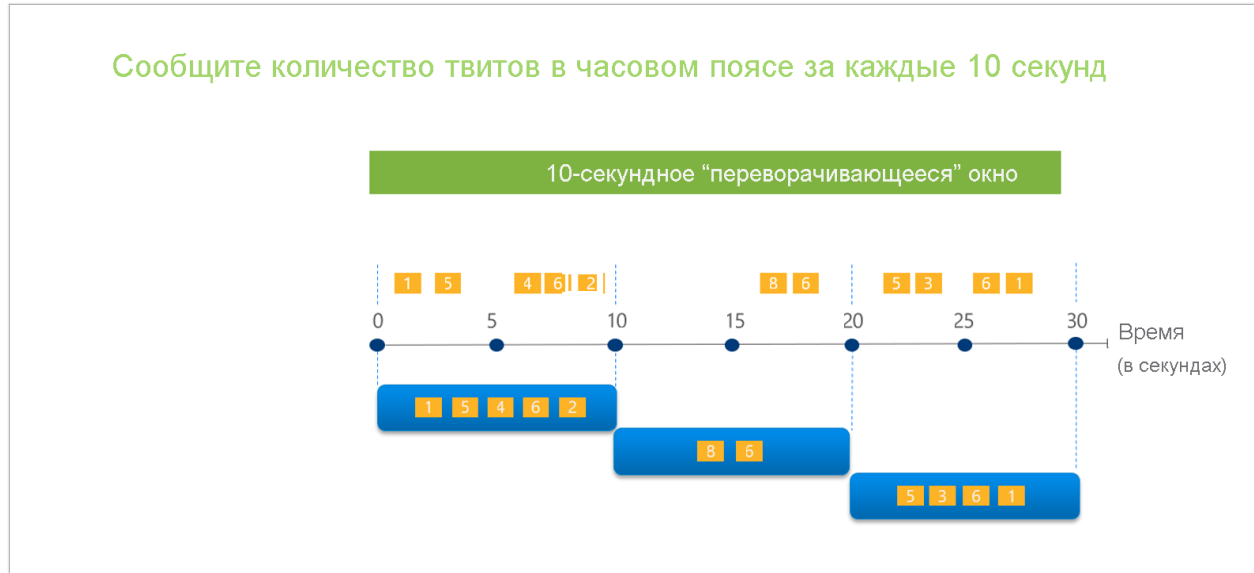 Сообщите количество твитов в часовом поясе за каждые 10 секунд
10-секундное “переворачивающееся” окно
1 5 4 6 2 8 6 5 3 6 1
0 5 10 15 20 25 30
Время
(в секундах)
1 5 4 6 2
8 6
5 3 6 1